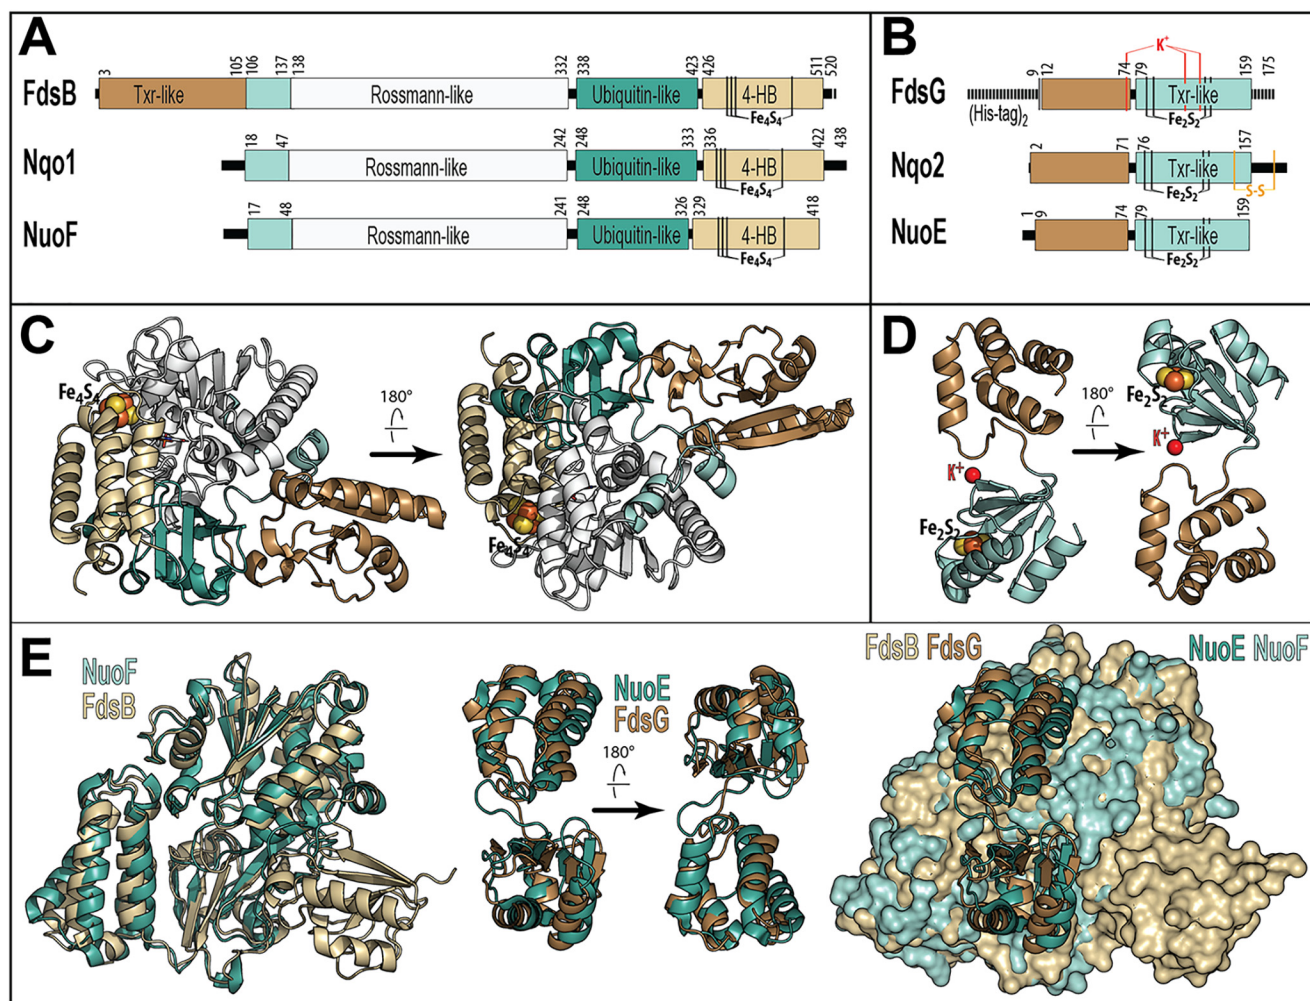 A
FdsB
3 105 106 137 138 332 338 423 426 511 520
Txr-like Rossmann-like Ubiquitin-like 4-HB
Fe4S4
Nqo1
18 47 242 248 333 336 422 438
Rossmann-like Ubiquitin-like 4-HB
Fe4S4
NuoF
17 48 241 248 326 329 418
Rossmann-like Ubiquitin-like 4-HB
Fe4S4
B
K+
FdsG
9 12 74 79 159 175
Txr-like
(His-tag)2 Fe2S2
Nqo2
2 71 76 157
Txr-like
Fe2S2 S-S
NuoE
1 9 74 79 159
Txr-like
Fe2S2
C
Fe4S4
180°
Fe4S4
D
K+
Fe2S2
180°
Fe2S2
K+
E
NuoF
FdsB
NuoE
FdsG
180°
FdsB FdsG
NuoE NuoF